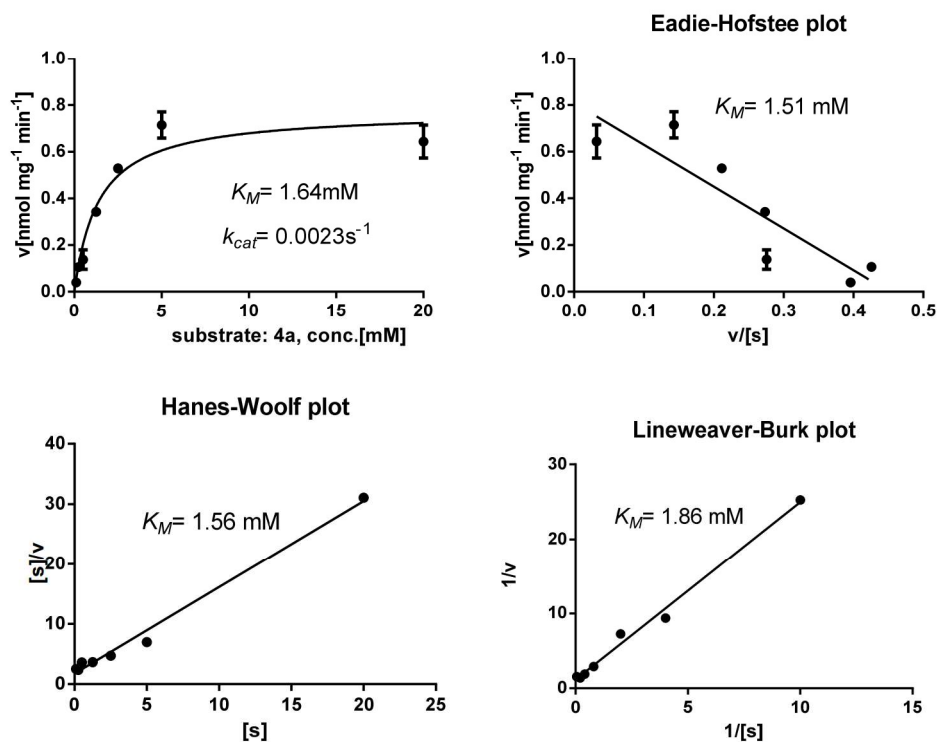 1.0
0.8
0.6
0.4
0.2
0.0
v[nmol mg⁻¹ min⁻¹]
K_M= 1.64mM
k_cat= 0.0023s⁻¹
0 5 10 15 20
substrate: 4a, conc.[mM]
Eadie-Hofstee plot
1.0
0.8
0.6
0.4
0.2
0.0
v[nmol mg⁻¹ min⁻¹]
K_M= 1.51 mM
0.0 0.1 0.2 0.3 0.4 0.5
v/[s]
Hanes-Woolf plot
40
30
20
10
0
[s]/v
K_M= 1.56 mM
0 5 10 15 20 25
[s]
Lineweaver-Burk plot
30
20
10
0
1/v
K_M= 1.86 mM
0 5 10 15
1/[s]